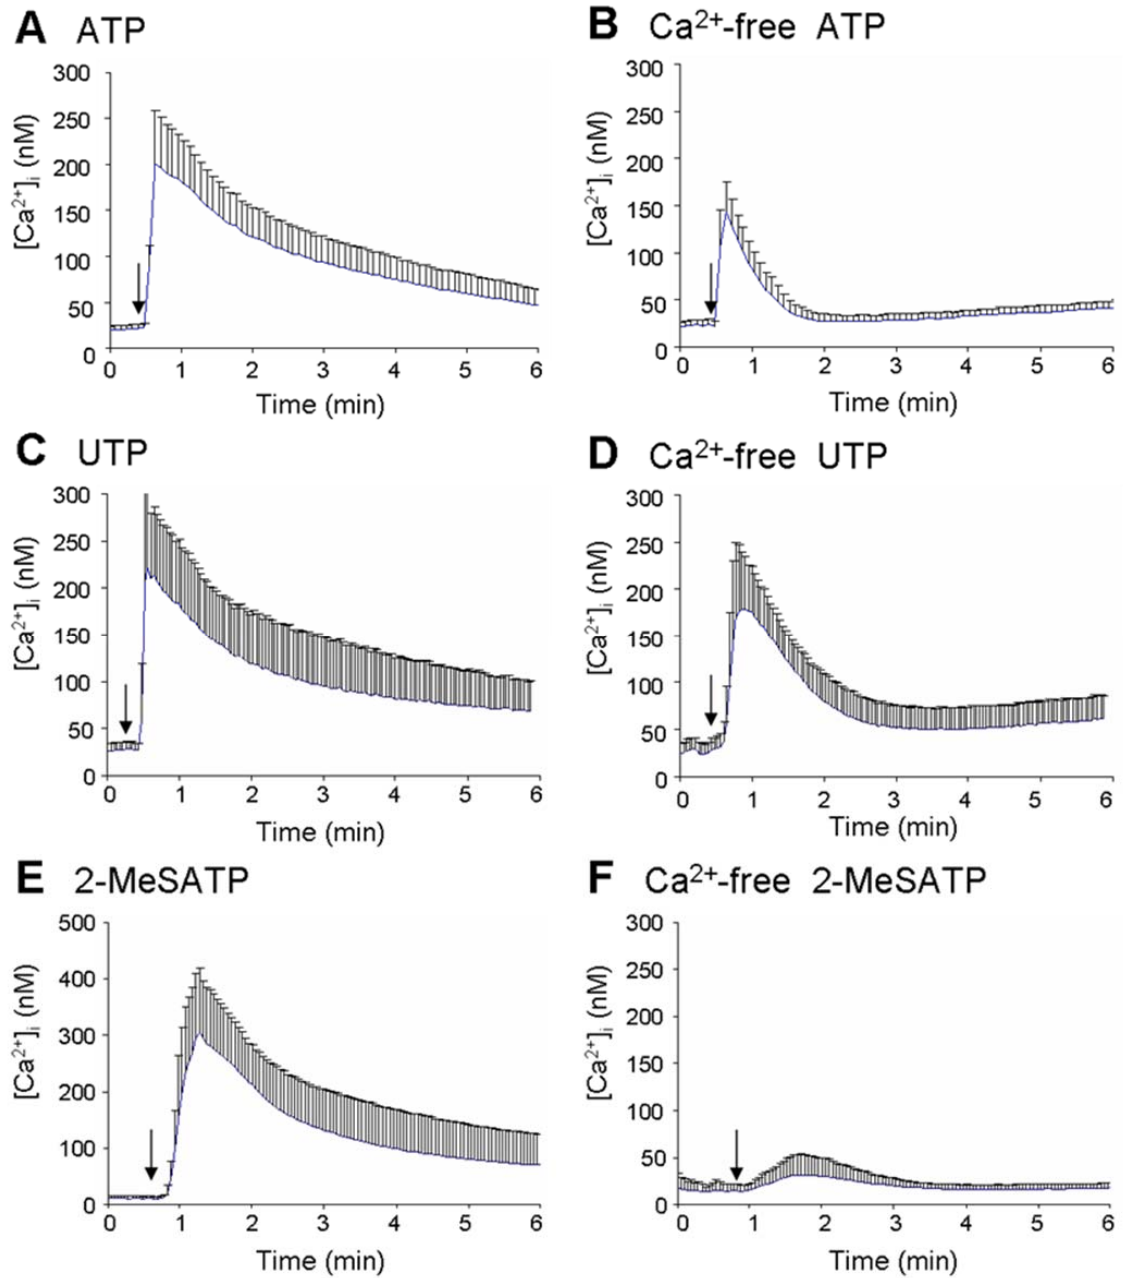 A ATP
300
250
200
150
100
50
0
[Ca²⁺]ᵢ (nM)
0 1 2 3 4 5 6
Time (min)
B Ca²⁺-free ATP
300
250
200
150
100
50
0
[Ca²⁺]ᵢ (nM)
0 1 2 3 4 5 6
Time (min)
C UTP
300
250
200
150
100
50
0
[Ca²⁺]ᵢ (nM)
0 1 2 3 4 5 6
Time (min)
D Ca²⁺-free UTP
300
250
200
150
100
50
0
[Ca²⁺]ᵢ (nM)
0 1 2 3 4 5 6
Time (min)
E 2-MeSATP
500
400
300
200
100
0
[Ca²⁺]ᵢ (nM)
0 1 2 3 4 5 6
Time (min)
F Ca²⁺-free 2-MeSATP
300
250
200
150
100
50
0
[Ca²⁺]ᵢ (nM)
0 1 2 3 4 5 6
Time (min)